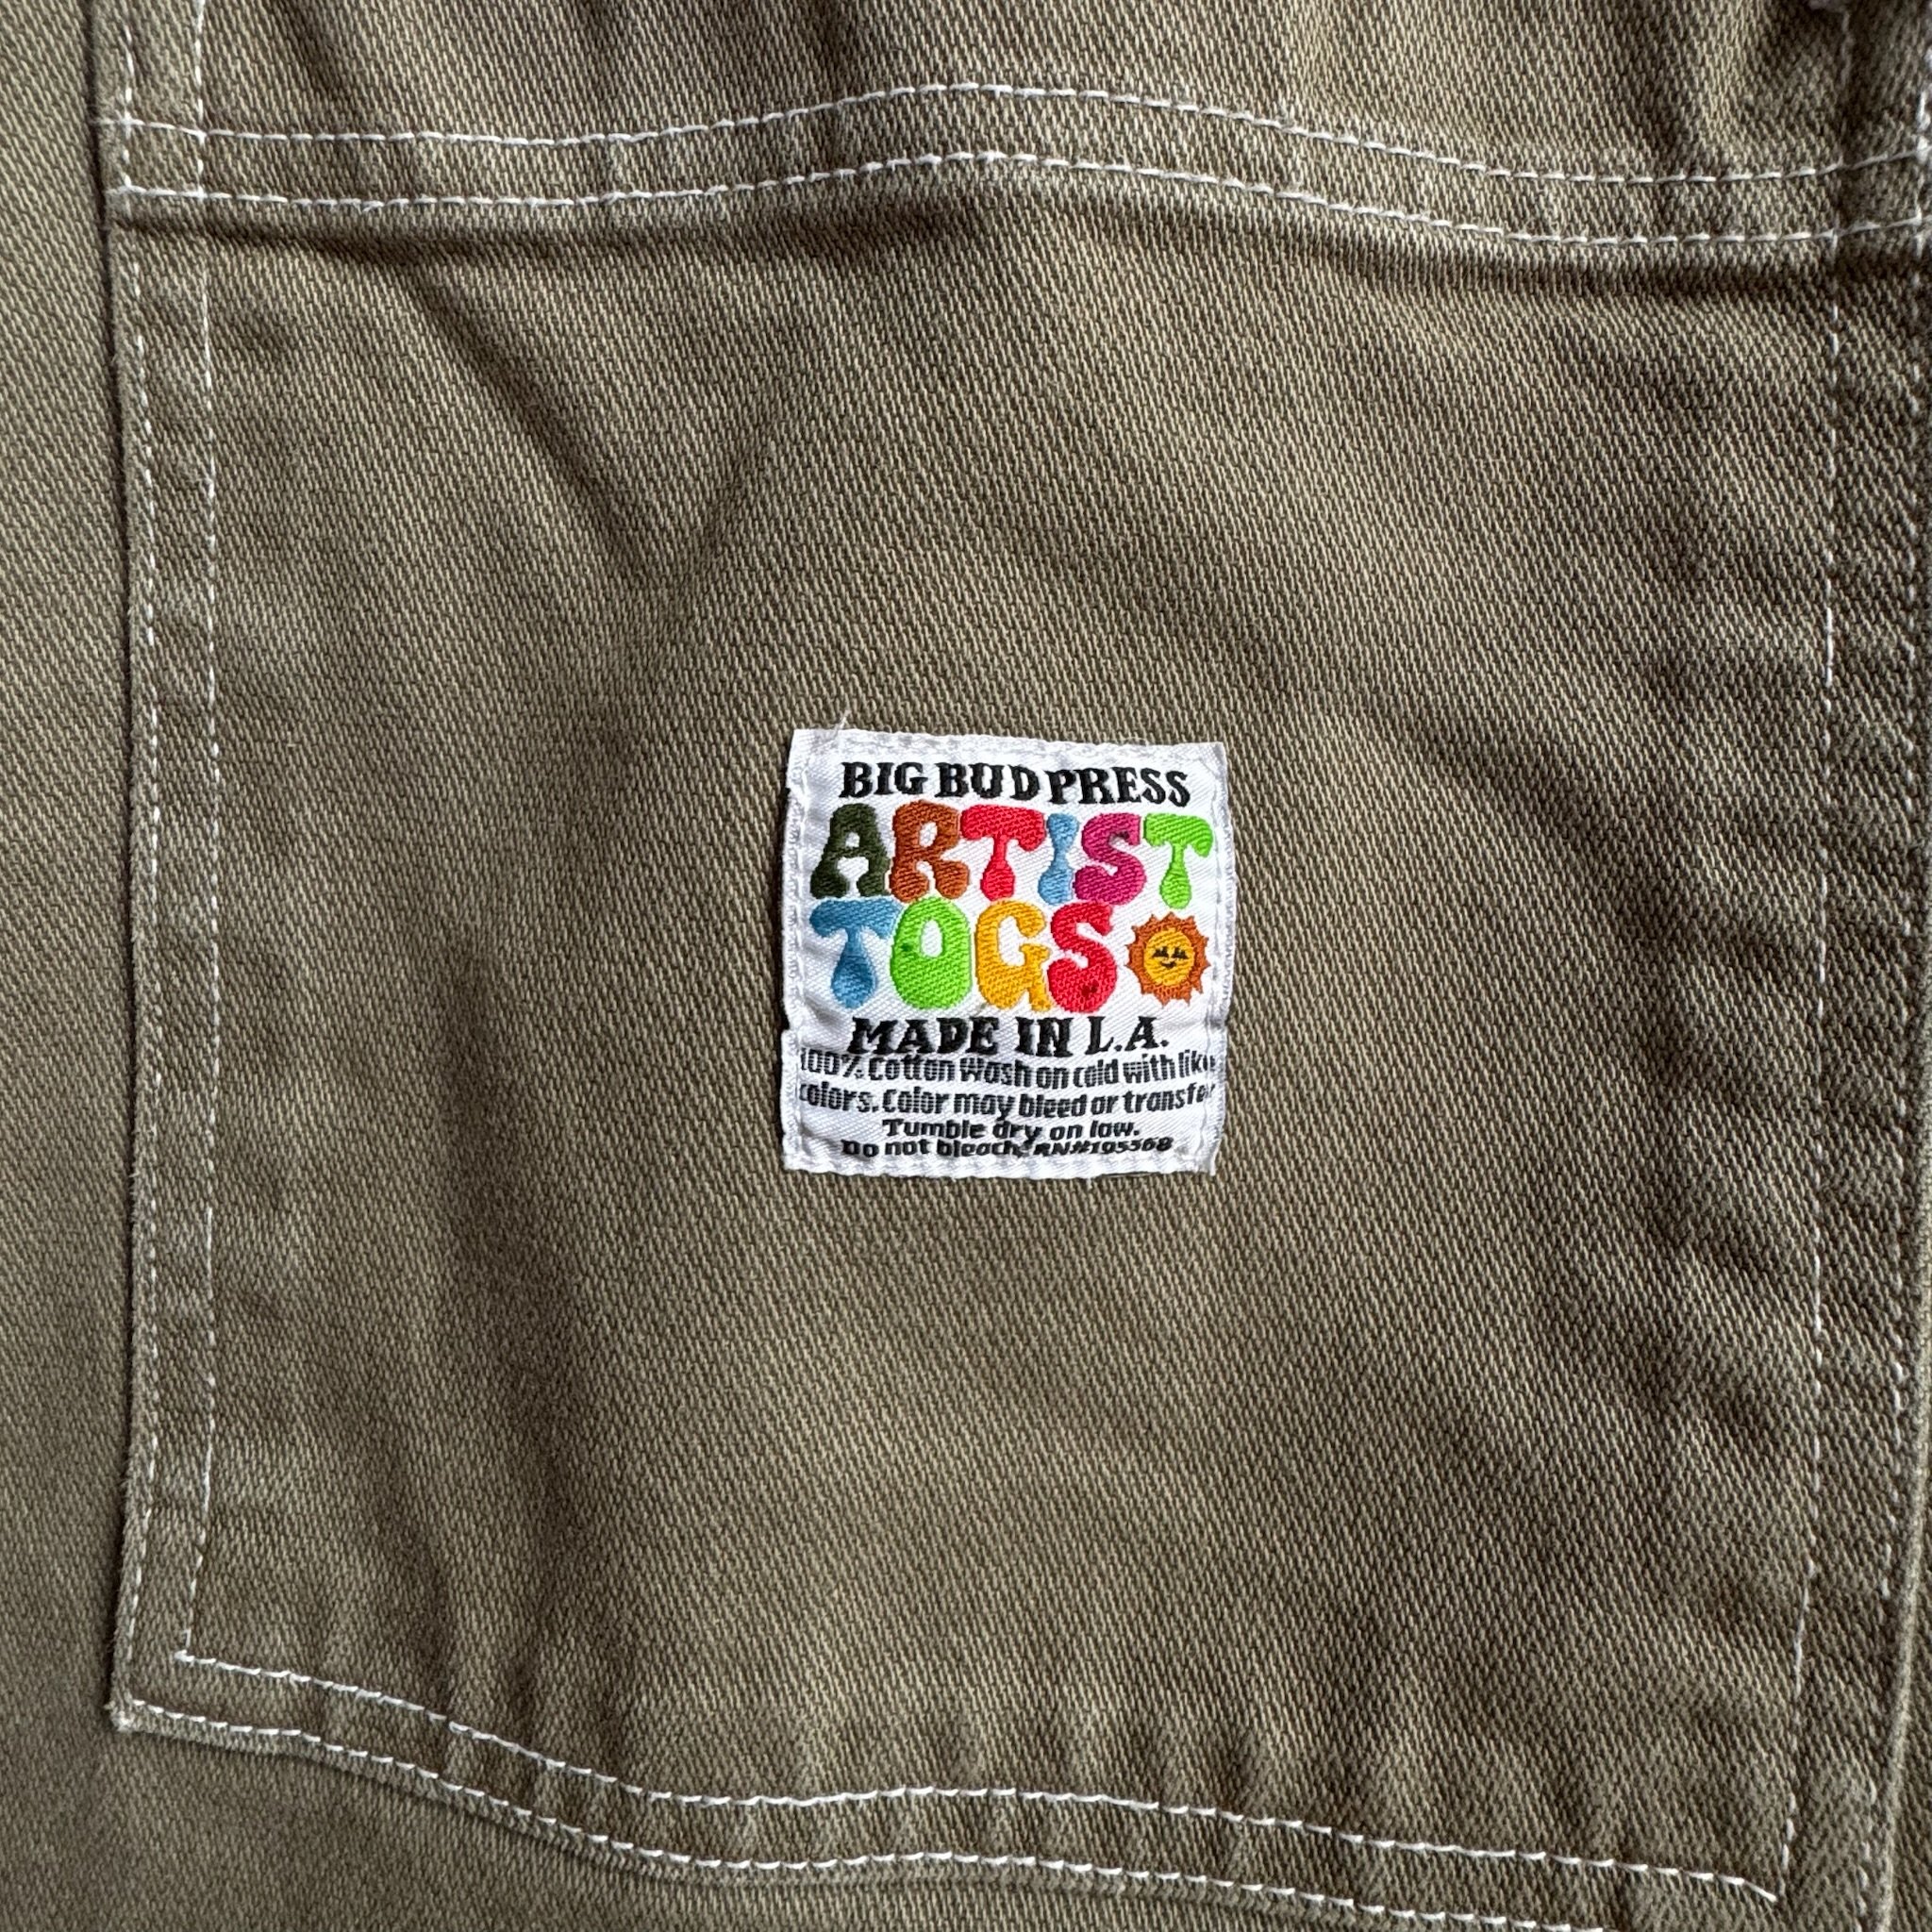 BIG BUD PRESS
ARTIST
TOGS
MADE IN L.A.
100% Cotton Wash on cold with like
colors. Color may bleed or transfer
Tumble dry on low.
Do not bleach. RN#